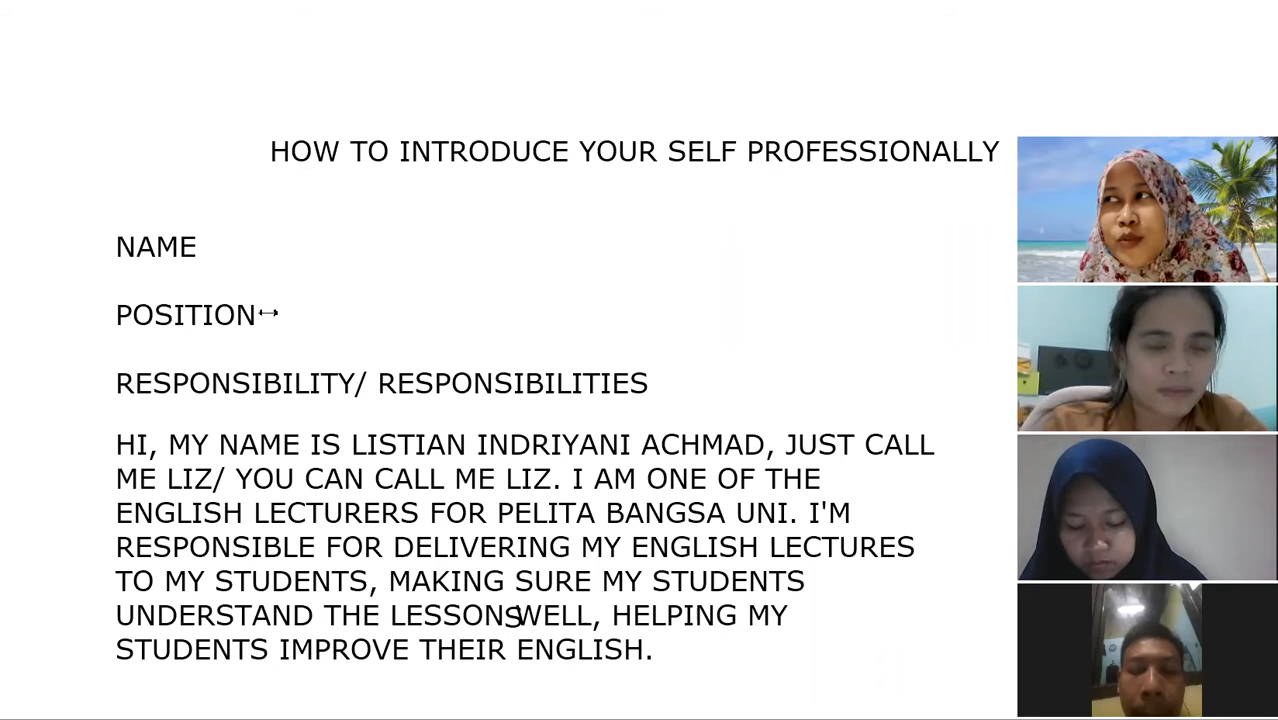 HOW TO INTRODUCE YOUR SELF PROFESSIONALLY
NAME
POSITION
RESPONSIBILITY/ RESPONSIBILITIES
HI, MY NAME IS LISTIAN INDRIYANI ACHMAD, JUST CALL
ME LIZ/ YOU CAN CALL ME LIZ. I AM ONE OF THE
ENGLISH LECTURERS FOR PELITA BANGSA UNI. I'M
RESPONSIBLE FOR DELIVERING MY ENGLISH LECTURES
TO MY STUDENTS, MAKING SURE MY STUDENTS
UNDERSTAND THE LESSONS WELL, HELPING MY
STUDENTS IMPROVE THEIR ENGLISH.